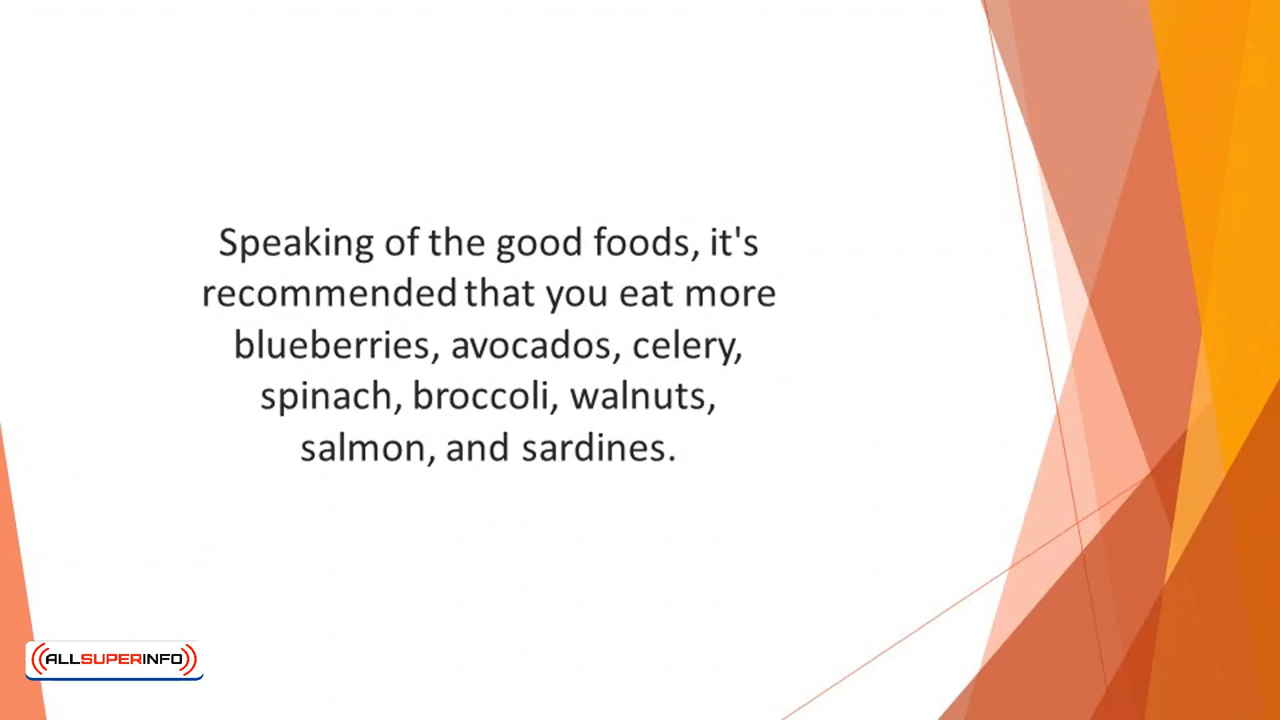 Speaking of the good foods, it's
recommended that you eat more
blueberries, avocados, celery,
spinach, broccoli, walnuts,
salmon, and sardines.
((ALLSUPERINFO))